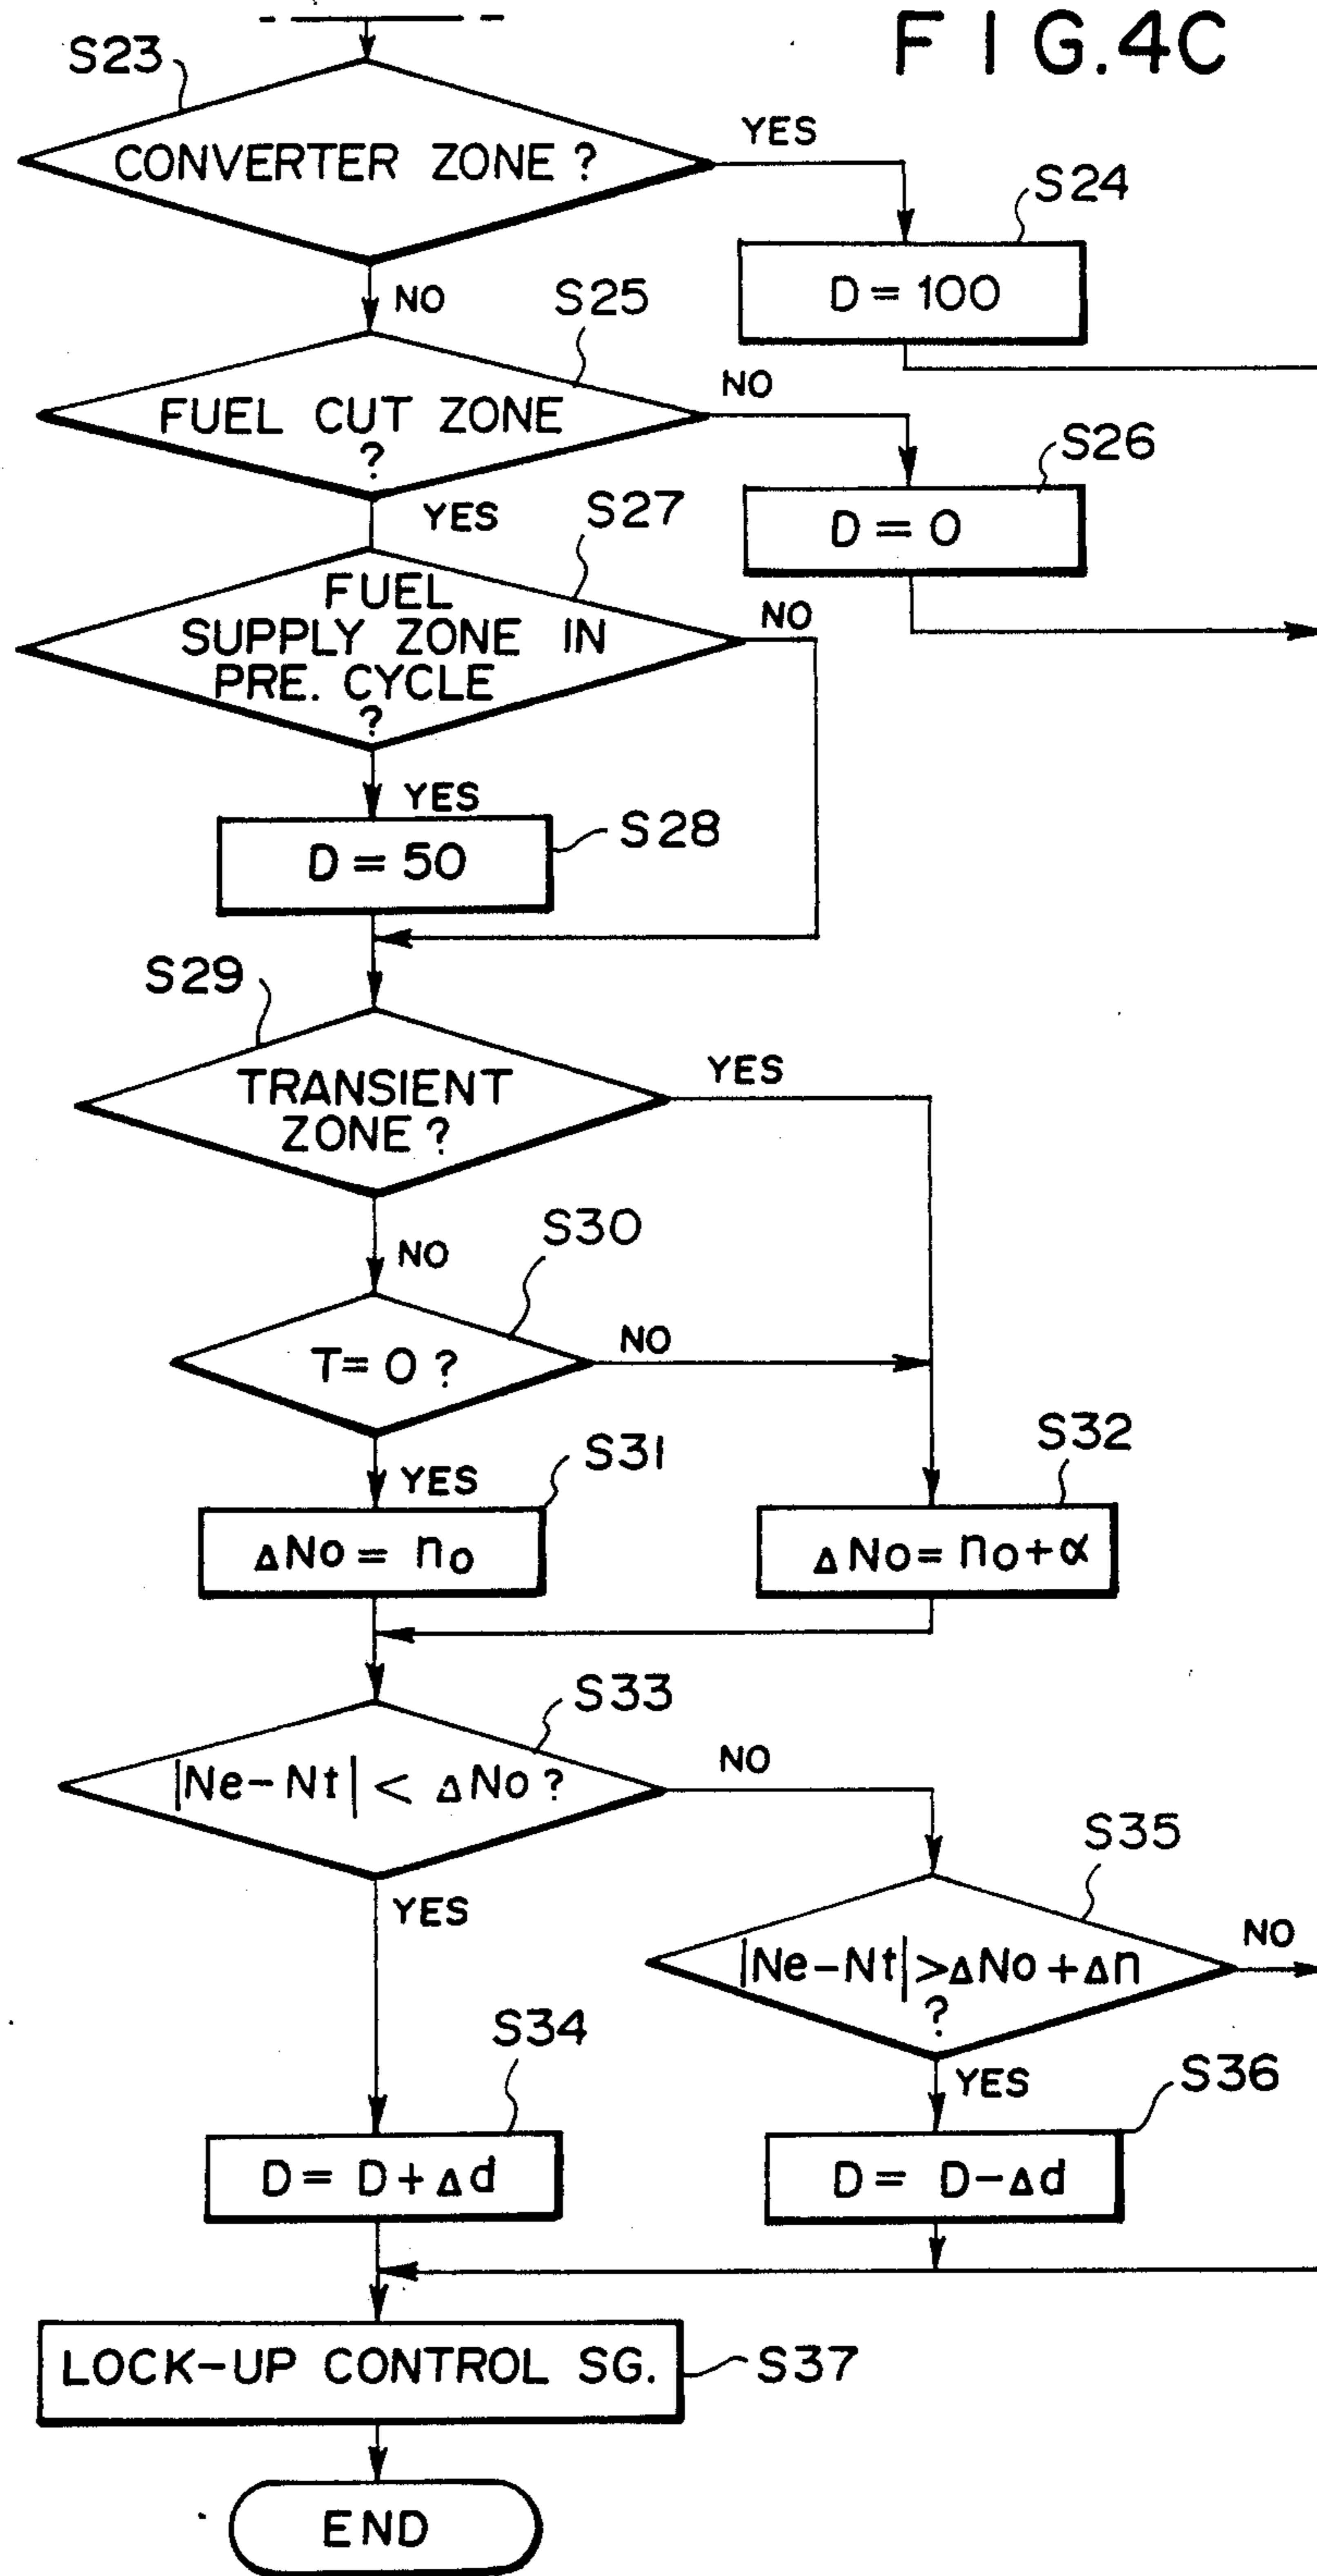 FIG.4C
S23
CONVERTER ZONE ?
YES
S24
D = 100
NO
S25
FUEL CUT ZONE
?
NO
S26
D = 0
YES
S27
FUEL
SUPPLY ZONE IN
PRE. CYCLE
?
NO
YES
D = 50
S28
S29
TRANSIENT
ZONE ?
YES
NO
S30
T = 0 ?
NO
YES
S31
ΔNo = no
S32
ΔNo = no+α
S33
|Ne-Nt| < ΔNo ?
NO
YES
S35
|Ne-Nt| > ΔNo + Δn
?
NO
YES
S34
D = D + Δd
S36
D = D-Δd
LOCK-UP CONTROL SG.
S37
END